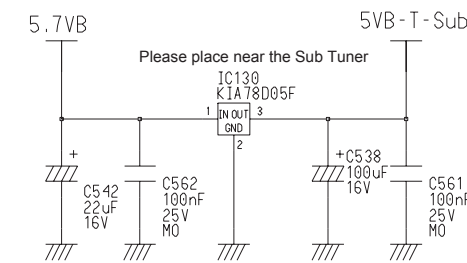 5.7VB
5VB-T-Sub
Please place near the Sub Tuner
IC130
KIA78D05F
1
IN OUT
3
GND
2
+
C542
22uF
16V
C562
100nF
25V
MO
+C538
100uF
16V
C561
100nF
25V
MO